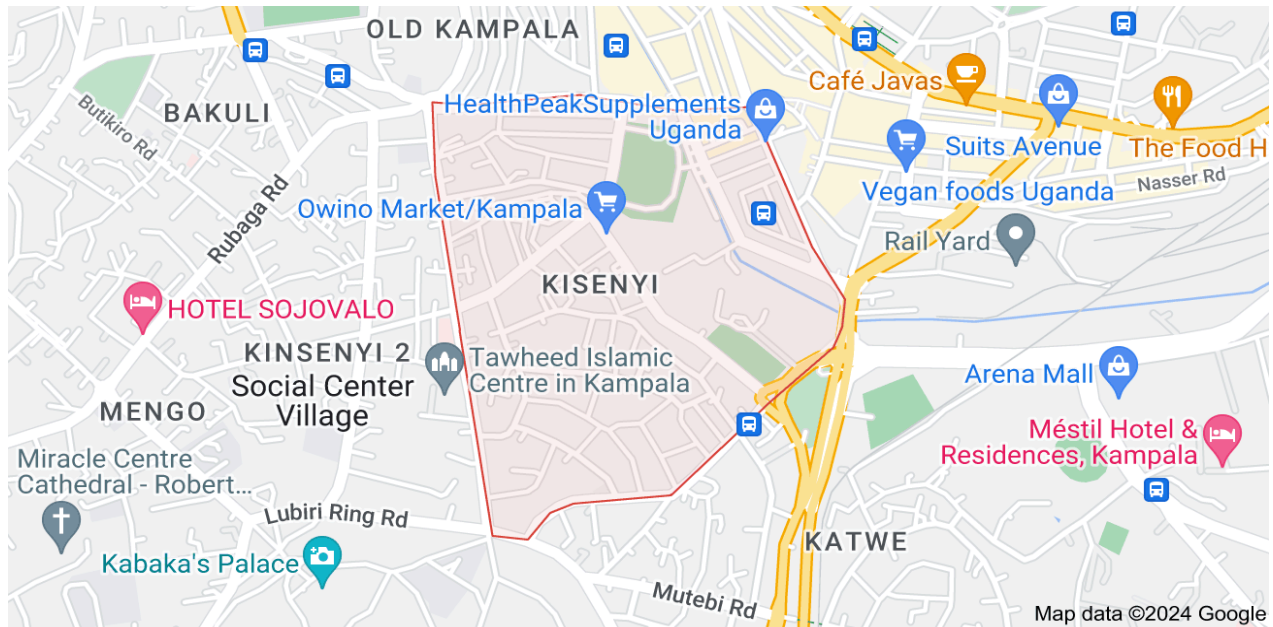 OLD KAMPALA
Café Javas
HealthPeakSupplements
Uganda
BAKULI
Butikiro Rd
Suits Avenue
The Food H
Nasser Rd
Vegan foods Uganda
Rubaga Rd
Owino Market/Kampala
Rail Yard
KISENYI
HOTEL SOJOVALO
KINSENYI 2
Social Center
Village
Tawheed Islamic
Centre in Kampala
Arena Mall
MENGO
Méstil Hotel &
Residences, Kampala
Miracle Centre
Cathedral - Robert...
Lubiri Ring Rd
KATWE
Kabaka's Palace
Mutebi Rd
Map data ©2024 Google